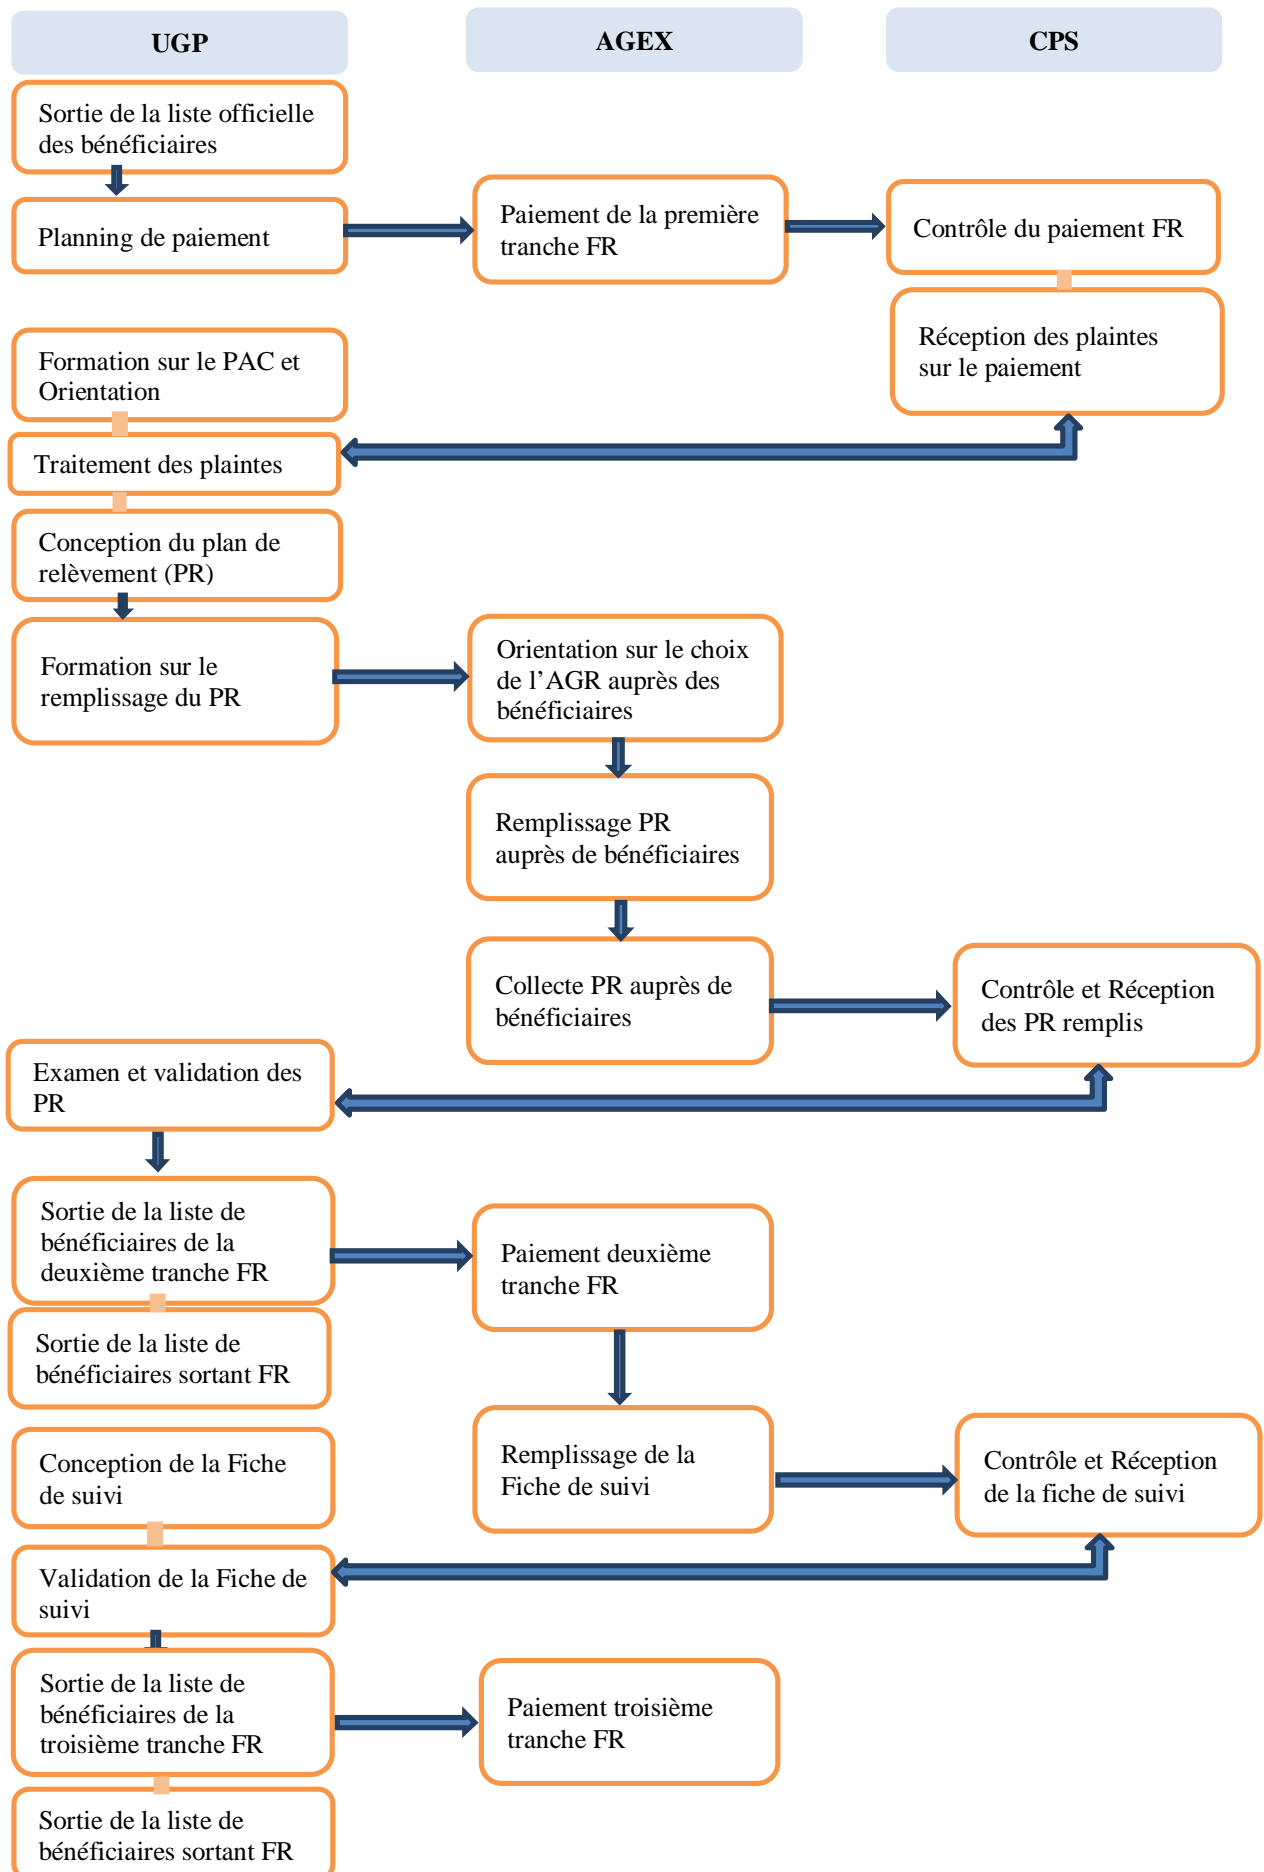 UGP
AGEX
CPS
Sortie de la liste officielle
des bénéficiaires
Planning de paiement
Paiement de la première
tranche FR
Contrôle du paiement FR
Réception des plaintes
sur le paiement
Formation sur le PAC et
Orientation
Traitement des plaintes
Conception du plan de
relèvement (PR)
Formation sur le
remplissage du PR
Orientation sur le choix
de l’AGR auprès des
bénéficiaires
Remplissage PR
auprès de bénéficiaires
Collecte PR auprès de
bénéficiaires
Contrôle et Réception
des PR remplis
Examen et validation des
PR
Sortie de la liste de
bénéficiaires de la
deuxième tranche FR
Paiement deuxième
tranche FR
Sortie de la liste de
bénéficiaires sortant FR
Conception de la Fiche
de suivi
Remplissage de la
Fiche de suivi
Contrôle et Réception
de la fiche de suivi
Validation de la Fiche de
suivi
Sortie de la liste de
bénéficiaires de la
troisième tranche FR
Paiement troisième
tranche FR
Sortie de la liste de
bénéficiaires sortant FR